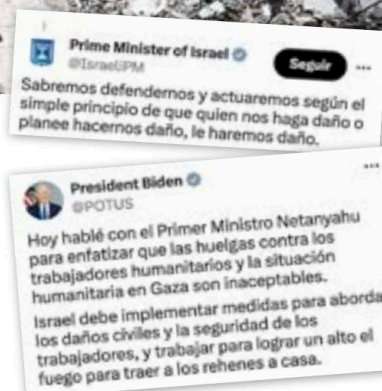 Prime Minister of Israel
@IsraeliPM
Seguir
Sabremos defendernos y actuaremos según el
simple principio de que quien nos haga daño o
planee hacernos daño, le haremos daño.
President Biden
@POTUS
Hoy hablé con el Primer Ministro Netanyahu
para enfatizar que las huelgas contra los
trabajadores humanitarios y la situación
humanitaria en Gaza son inaceptables.
Israel debe implementar medidas para aborda
los daños civiles y la seguridad de los
trabajadores, y trabajar para lograr un alto el
fuego para traer a los rehenes a casa.